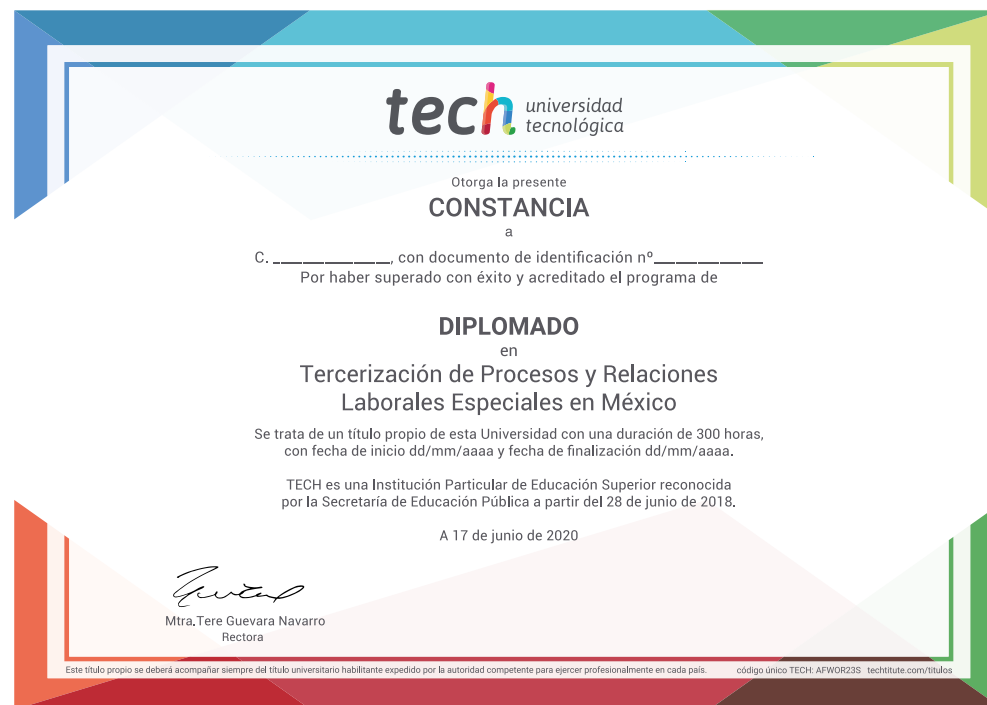 tech universidad
tecnológica
Otorga la presente
CONSTANCIA
a
C. ________________, con documento de identificación nº_______________
Por haber superado con éxito y acreditado el programa de
DIPLOMADO
en
Tercerización de Procesos y Relaciones
Laborales Especiales en México
Se trata de un título propio de esta Universidad con una duración de 300 horas,
con fecha de inicio dd/mm/aaaa y fecha de finalización dd/mm/aaaa.
TECH es una Institución Particular de Educación Superior reconocida
por la Secretaría de Educación Pública a partir del 28 de junio de 2018.
A 17 de junio de 2020
Mtra.Tere Guevara Navarro
Rectora
Este título propio se deberá acompañar siempre del título universitario habilitante expedido por la autoridad competente para ejercer profesionalmente en cada país. código único TECH: AFWOR23S techtitute.com/titulos